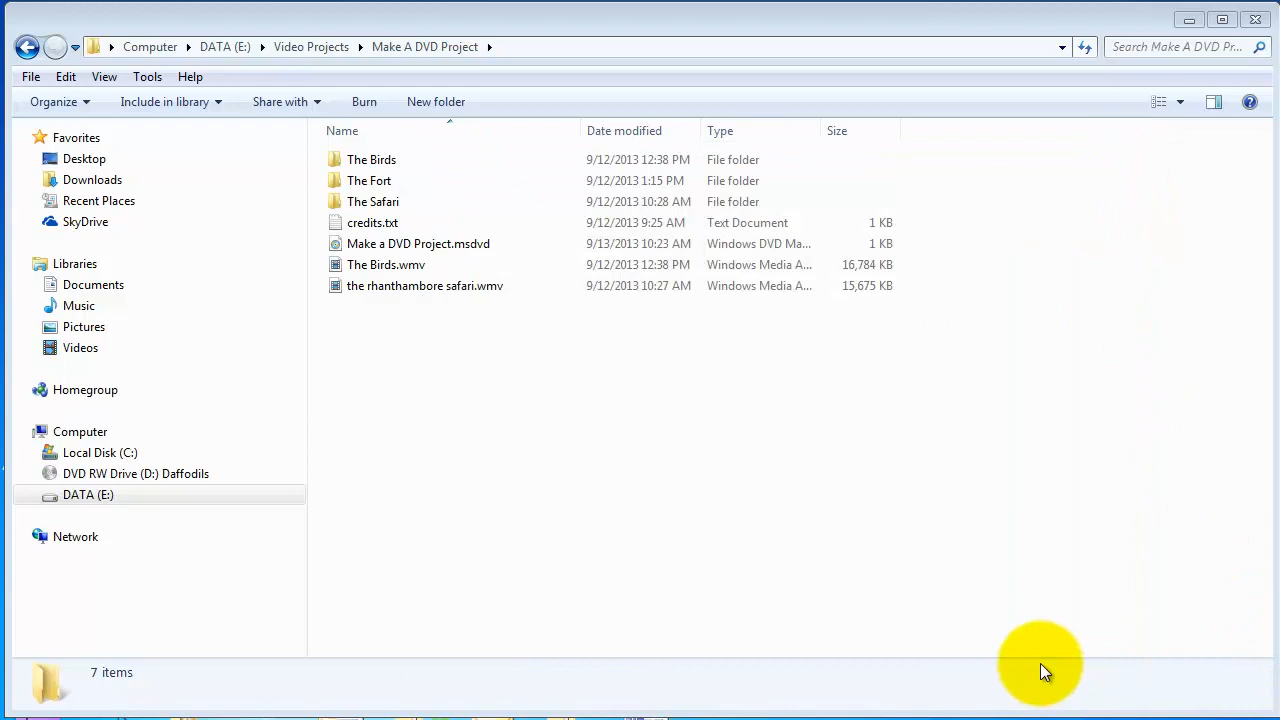 Computer Data (E:) Video Projects Make A DVD Project Search Make A DVD Pr...
File Edit View Tools Help
Organize Include in library Share with Burn New folder
Name Date modified Type Size
Favorites
Desktop
Downloads
Recent Places
SkyDrive
Libraries
Documents
Music
Pictures
Videos
Homegroup
Computer
Local Disk (C:)
DVD RW Drive (D:) Daffodils
DATA (E:)
Network
The Birds 9/12/2013 12:38 PM File folder
The Fort 9/12/2013 1:15 PM File folder
The Safari 9/12/2013 10:28 AM File folder
credits.txt 9/12/2013 9:25 AM Text Document 1 KB
Make a DVD Project.msdvd 9/13/2013 10:23 AM Windows DVD Ma... 1 KB
The Birds.wmv 9/12/2013 12:38 PM Windows Media A... 16,784 KB
the rhanthambore safari.wmv 9/12/2013 10:27 AM Windows Media A... 15,675 KB
7 items